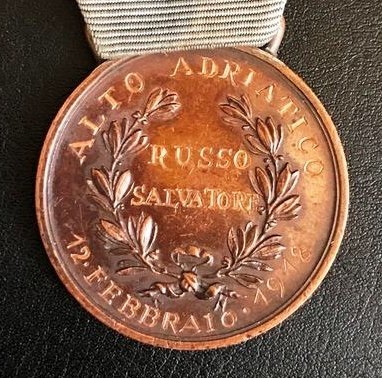 ALTO ADRIATICO
RUSSO
SALVATORE
12 FEBBRAIO 1918